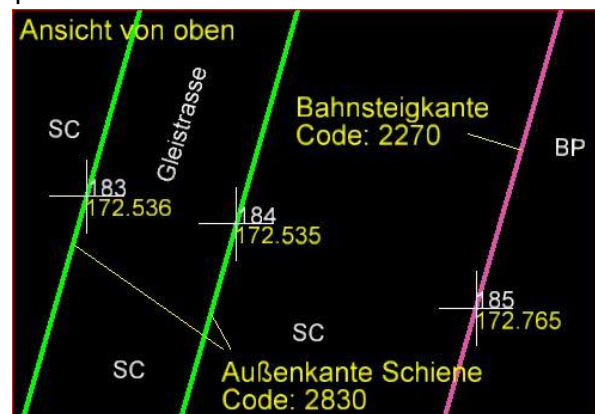 Ansicht von oben
SC
Gleistrasse
Bahnsteigkante
Code: 2270
BP
183
172.536
184
172.535
185
172.765
SC
SC
Außenkante Schiene
Code: 2830